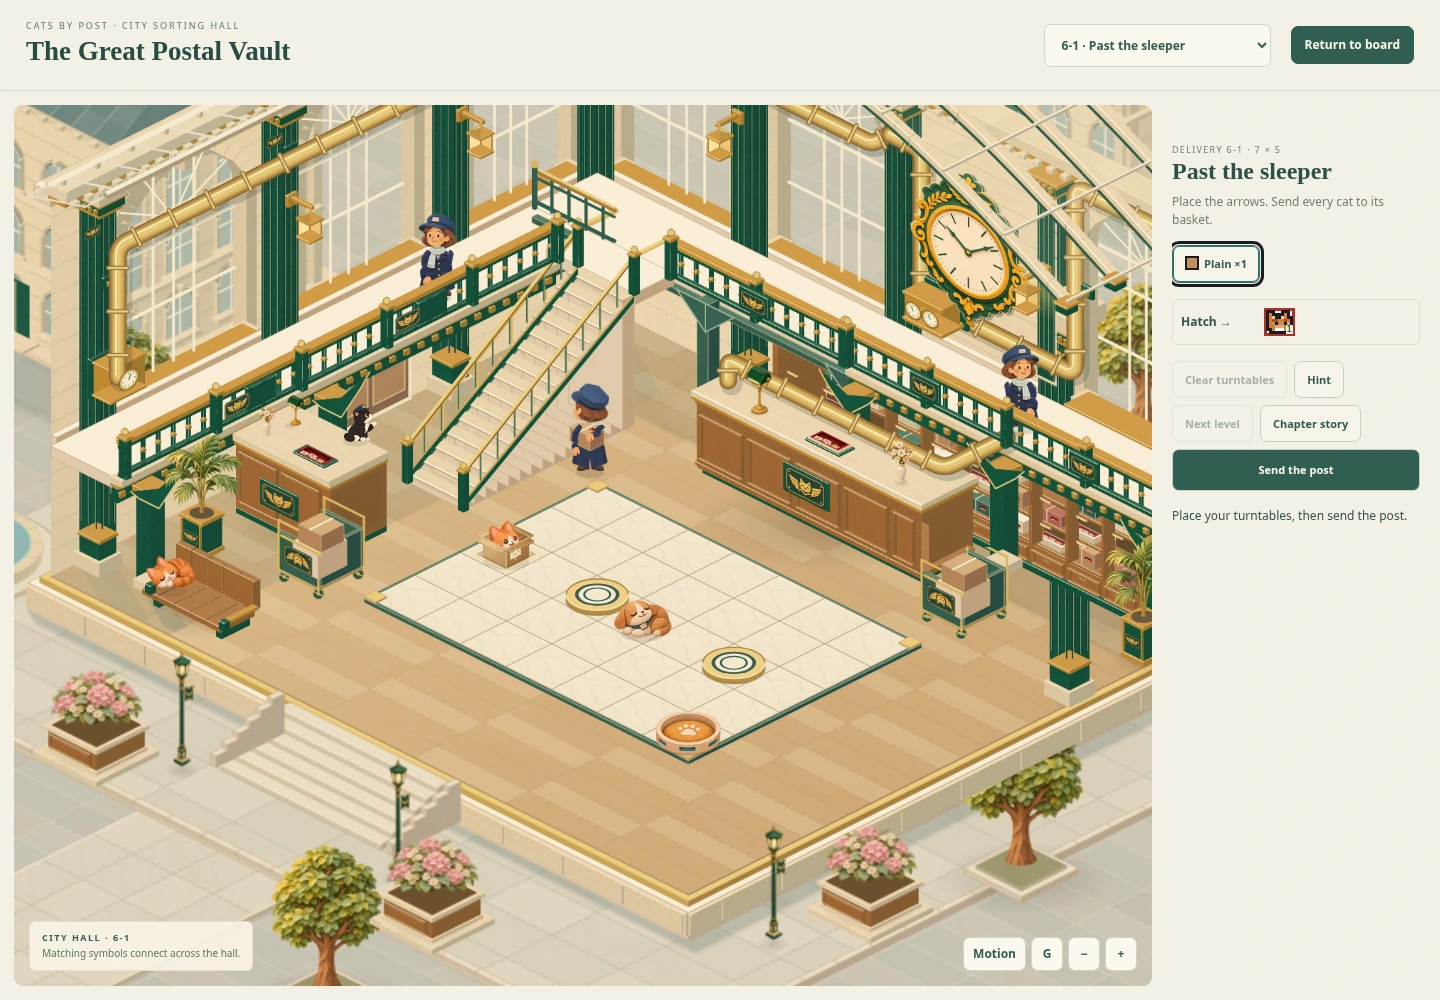 CATS BY POST · CITY SORTING HALL
The Great Postal Vault
6-1 · Past the sleeper
Return to board
DELIVERY 6-1 · 7 × 5
Past the sleeper
Place the arrows. Send every cat to its
basket.
Plain ×1
Hatch →
1
Clear turntables
Hint
Next level
Chapter story
Send the post
Place your turntables, then send the post.
CITY HALL · 6-1
Matching symbols connect across the hall.
Motion
G
−
+